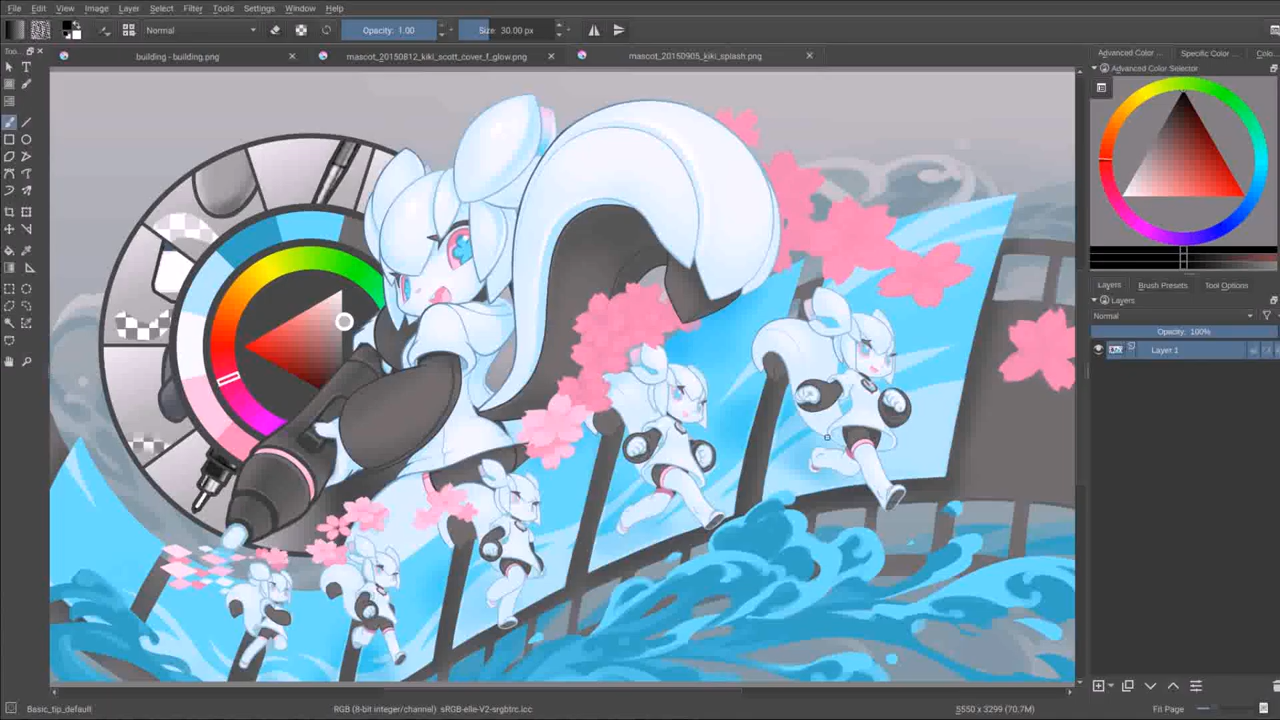 File Edit View Image Layer Select Filter Tools Settings Window Help
Normal Opacity: 1.00 Size: 30.00 px
building - building.png mascot_20150812_kiki_scott_cover_f_glow.png mascot_20150905_kiki_splash.png
Advanced Color ... Specific Color ... Colo...
Too...
Advanced Color Selector
Layers Brush Presets Tool Options
Layers
Normal
Opacity: 100%
Layer 1
Basic_tip_default RGB (8-bit integer/channel) sRGB-elle-V2-srgbtrc.icc 5550 x 3299 (70.7M) Fit Page